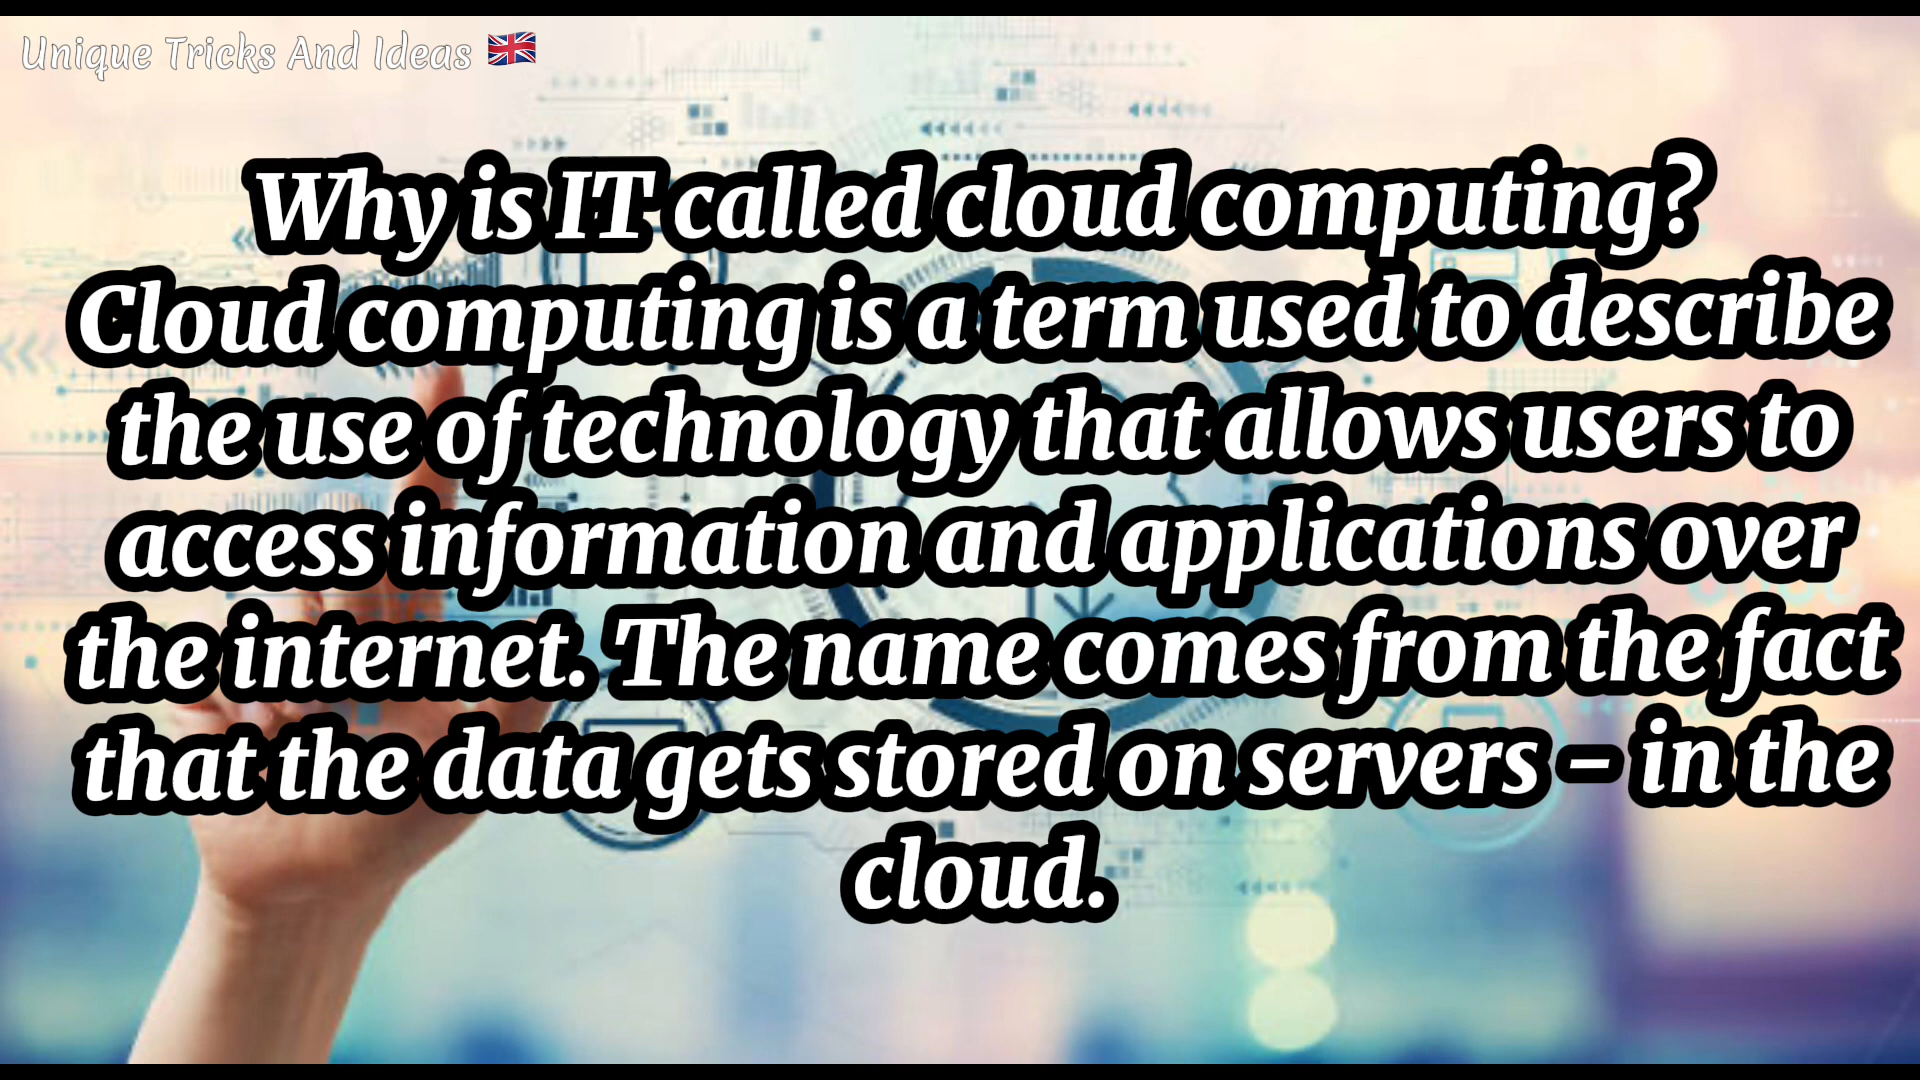 Unique Tricks And Ideas 🇬🇧
Why is IT called cloud computing?
Cloud computing is a term used to describe
the use of technology that allows users to
access information and applications over
the internet. The name comes from the fact
that the data gets stored on servers – in the
cloud.